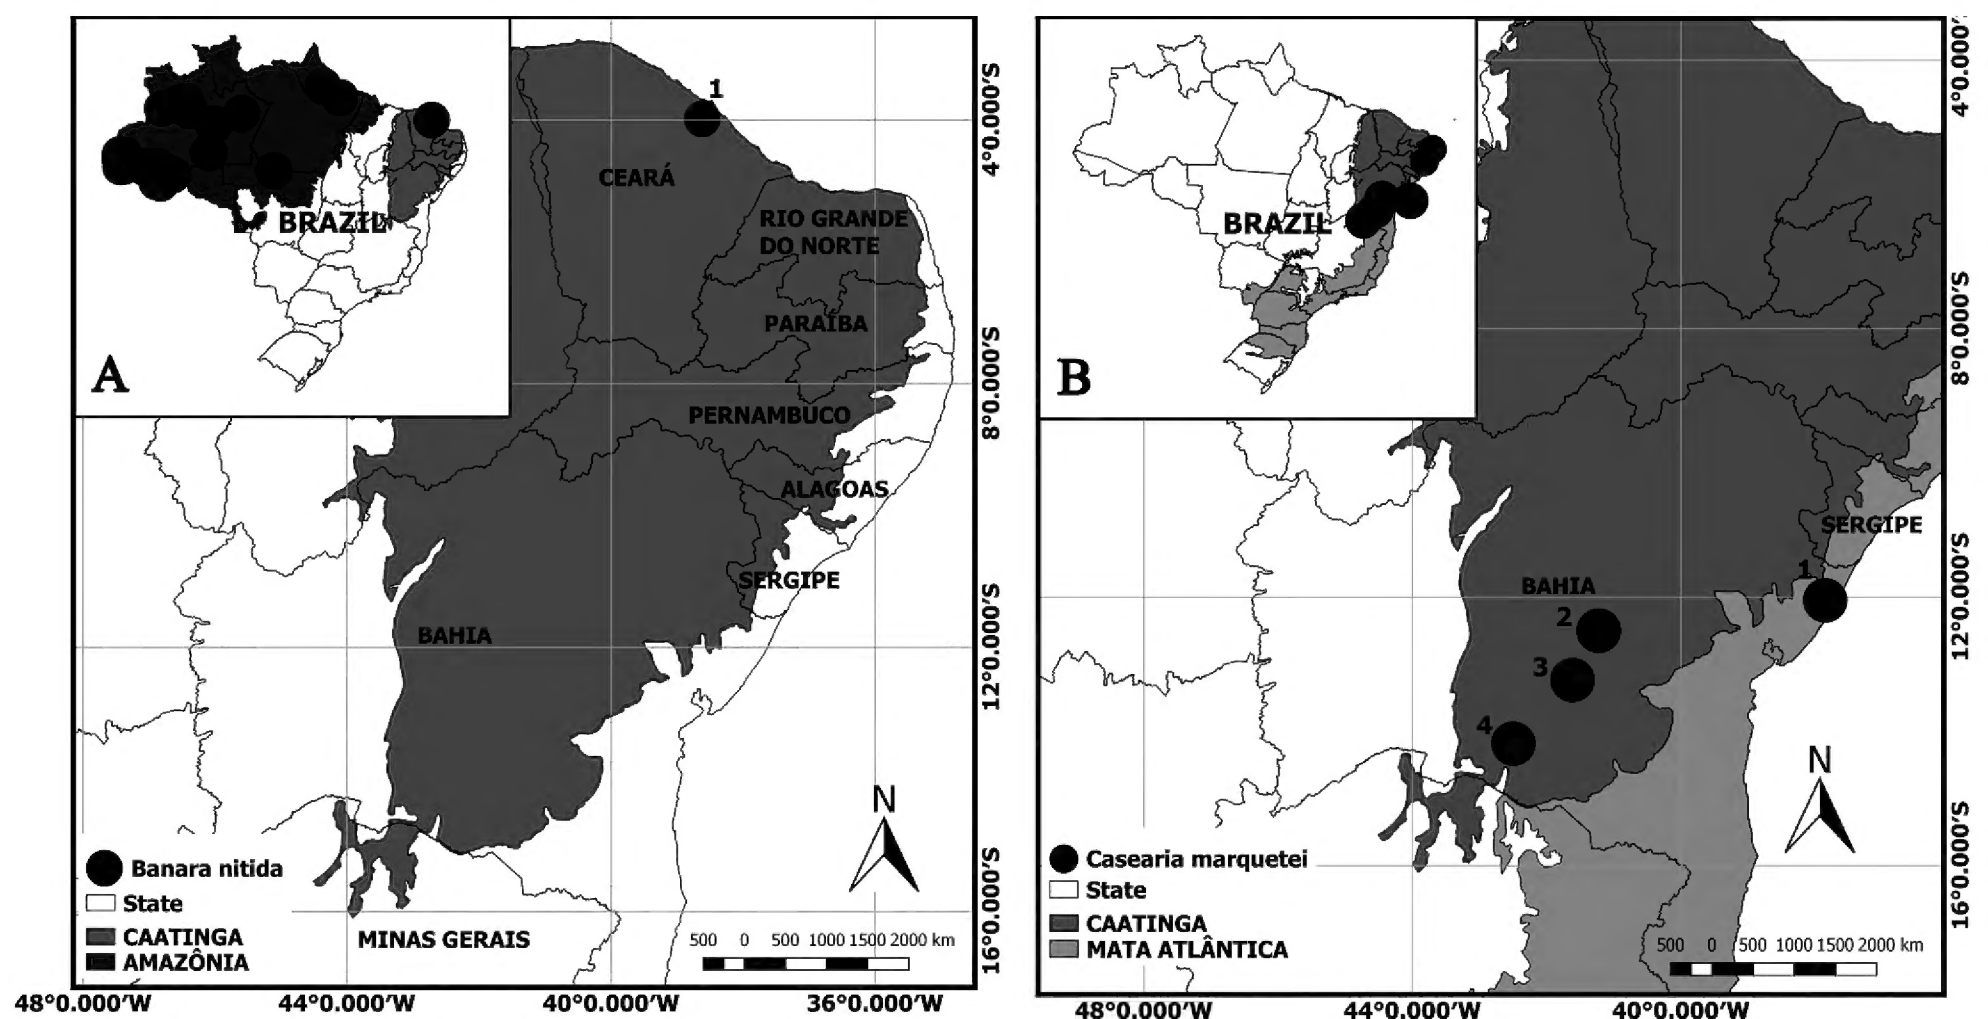 BRAZIL
A
1
CEARÁ
RIO GRANDE
DO NORTE
PARAÍBA
PERNAMBUCO
ALAGOAS
SERGIPE
BAHIA
MINAS GERAIS
N
Banara nitida
State
CAATINGA
AMAZÔNIA
500 0 500 1000 1500 2000 km
4°0.000'S
8°0.000'S
12°0.000'S
16°0.000'S
48°0.000'W
44°0.000'W
40°0.000'W
36°0.000'W
BRAZIL
B
SERGIPE
1
BAHIA
2
3
4
N
Casearia marquetei
State
CAATINGA
MATA ATLÂNTICA
500 0 500 1000 1500 2000 km
4°0.000'S
8°0.000'S
12°0.000'S
16°0.000'S
48°0.000'W
44°0.000'W
40°0.000'W